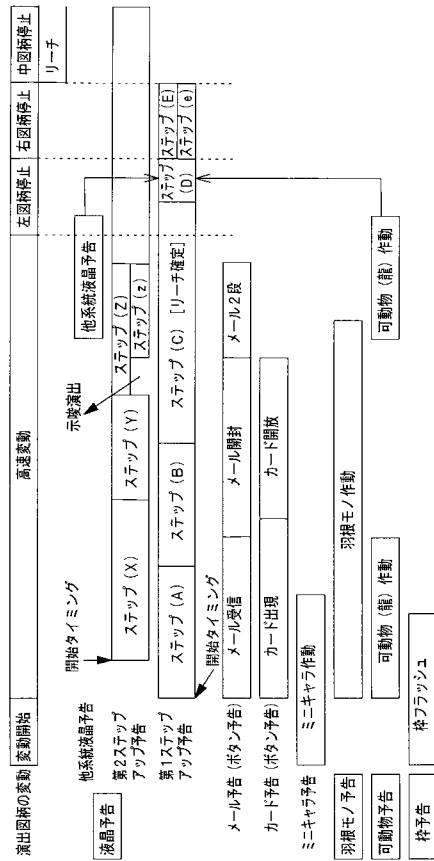 演出図柄の変動
変動開始
高速変動
左図柄停止
右図柄停止
中図柄停止
リーチ
液晶予告
他系統液晶予告
他系統液晶予告
開始タイミング
示唆演出
第2ステップ
アップ予告
ステップ（X）
ステップ（Y）
ステップ（Z）
ステップ（z）
第1ステップ
アップ予告
ステップ（A）
ステップ（B）
ステップ（C）［リーチ確定］
ステップ
（D）
ステップ（E）
ステップ（e）
開始タイミング
メール予告（ボタン予告）
メール受信
メール開封
メール2段
カード予告（ボタン予告）
カード出現
カード開放
ミニキャラ予告
ミニキャラ作動
羽根モノ予告
羽根モノ作動
可動物予告
可動物（龍）作動
可動物（龍）作動
枠予告
枠フラッシュ